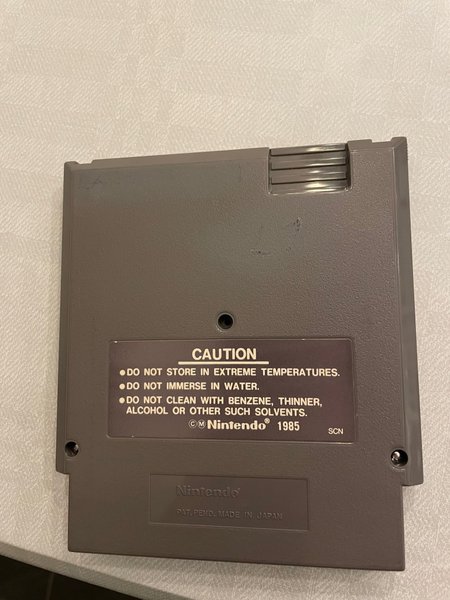 CAUTION
•DO NOT STORE IN EXTREME TEMPERATURES.
•DO NOT IMMERSE IN WATER.
•DO NOT CLEAN WITH BENZENE, THINNER,
ALCOHOL OR OTHER SUCH SOLVENTS.
©Ⓜ Nintendo® 1985 SCN
Nintendo®
PAT. PEND. MADE IN JAPAN